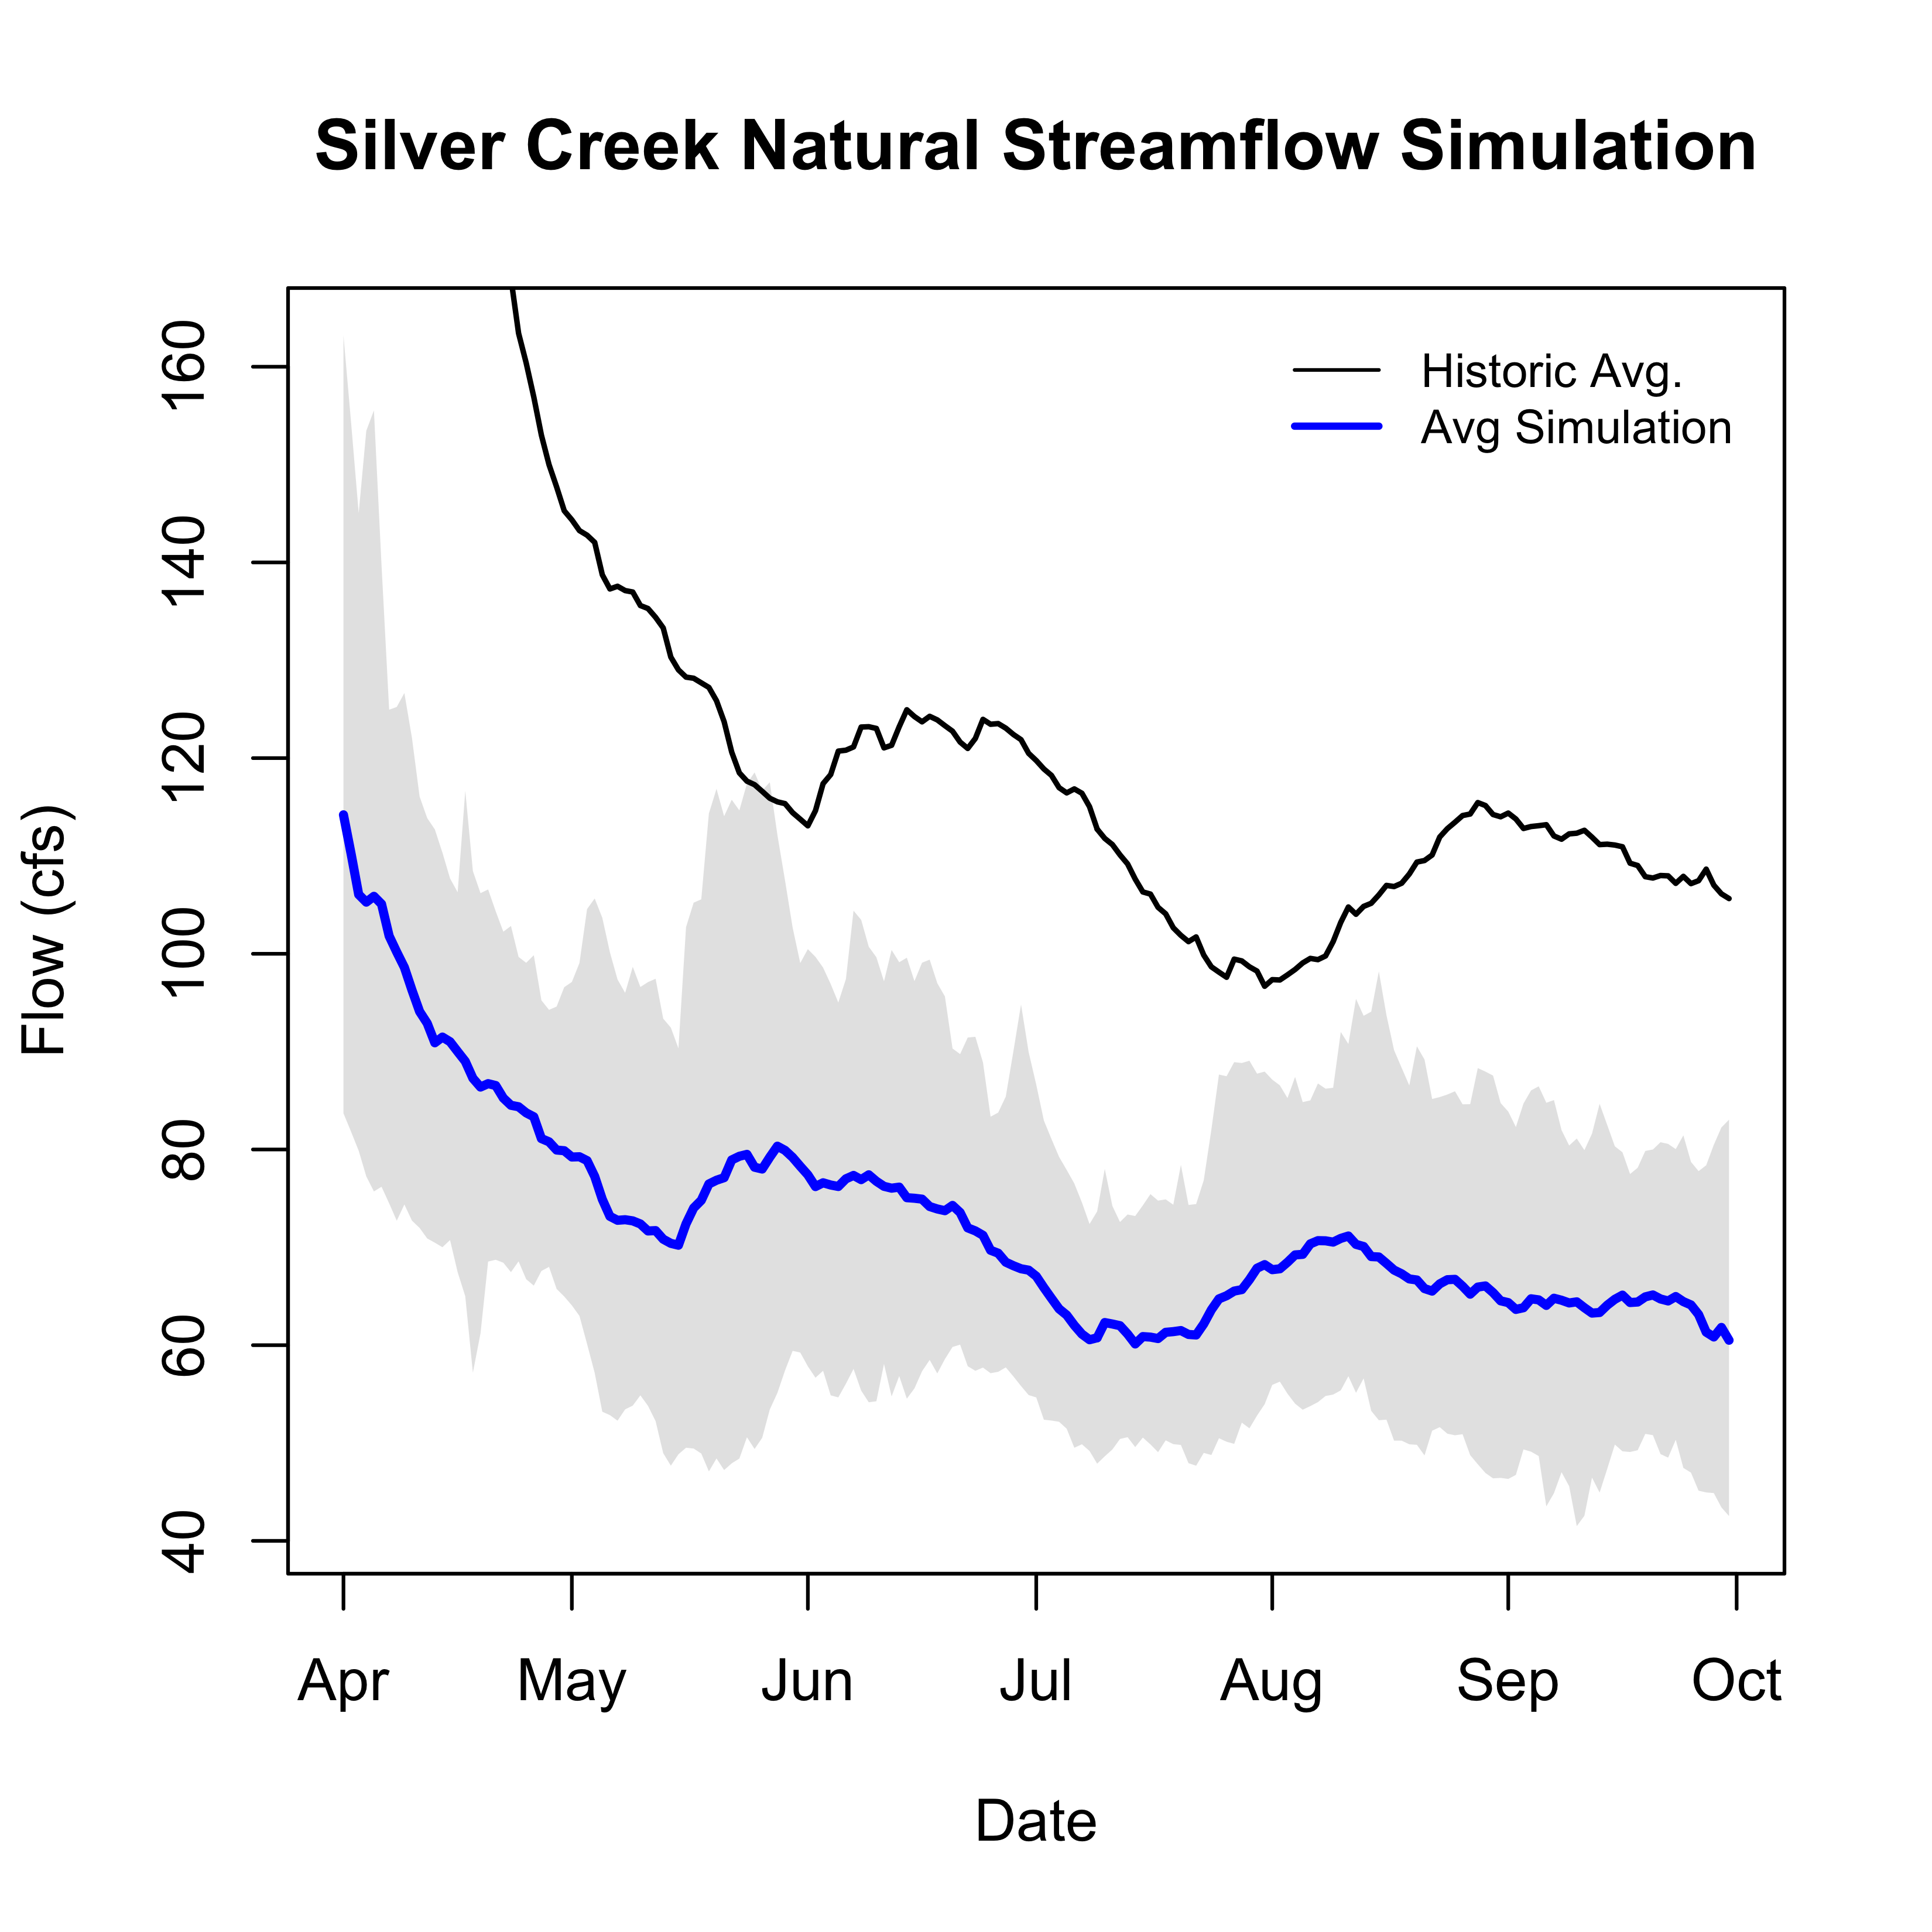 Silver Creek Natural Streamflow Simulation
Historic Avg.
Avg Simulation
Flow (cfs)
160
140
120
100
80
60
40
Apr May Jun Jul Aug Sep Oct
Date